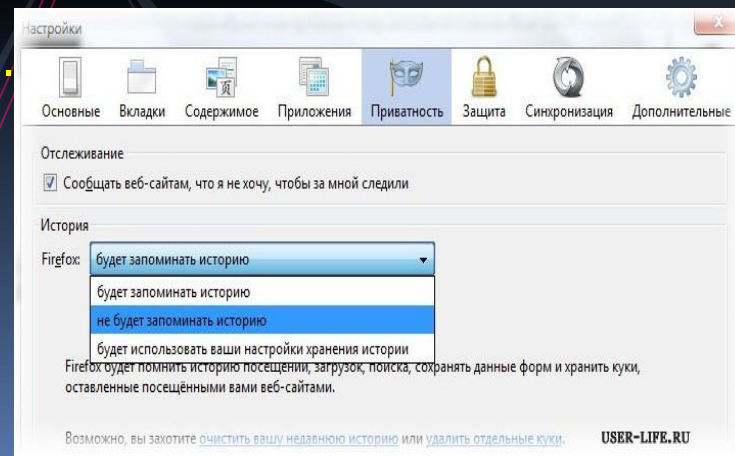 Настройки
Основные Вкладки Содержимое Приложения Приватность Защита Синхронизация Дополнительные
Отслеживание
Сообщать веб-сайтам, что я не хочу, чтобы за мной следили
История
Firefox: будет запоминать историю
будет запоминать историю
не будет запоминать историю
будет использовать ваши настройки хранения истории
Firefox будет помнить историю посещений, загрузок, поиска, сохранять данные форм и хранить куки,
оставленные посещёнными вами веб-сайтами.
Возможно, вы захотите очистить вашу недавнюю историю или удалить отдельные куки.
USER-LIFE.RU